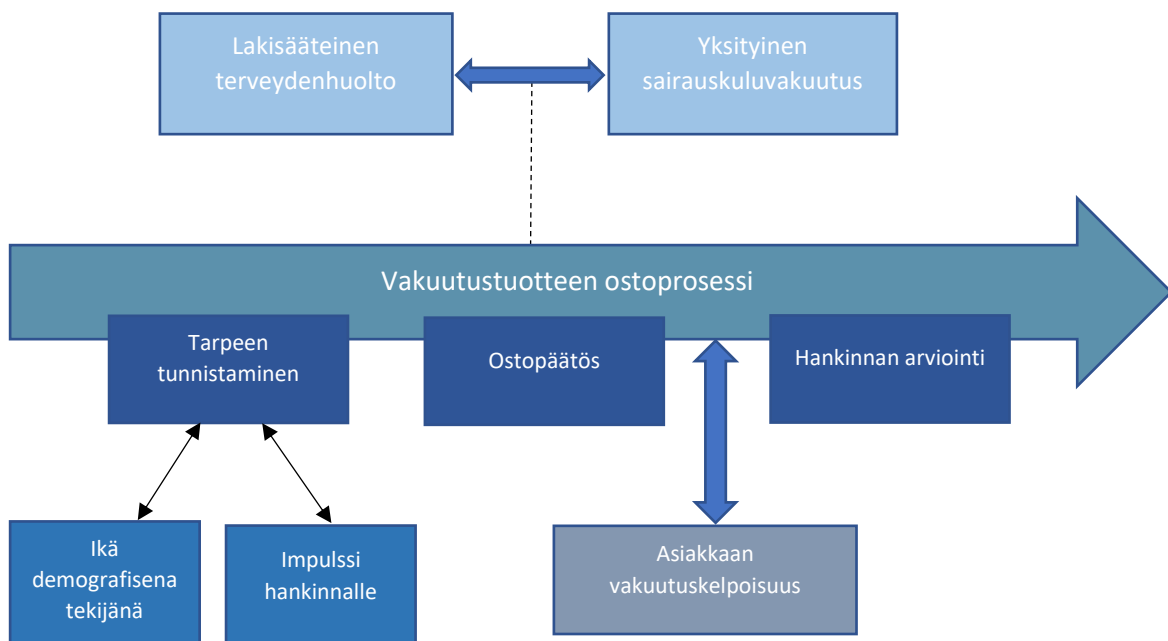 Lakisääteinen
terveydenhuolto
Yksityinen
sairauskuluvakuutus
Vakuutustuotteen ostoprosessi
Tarpeen
tunnistaminen
Ostopäätös
Hankinnan arviointi
Ikä
demografisena
tekijänä
Impulssi
hankinnalle
Asiakkaan
vakuutuskelpoisuus